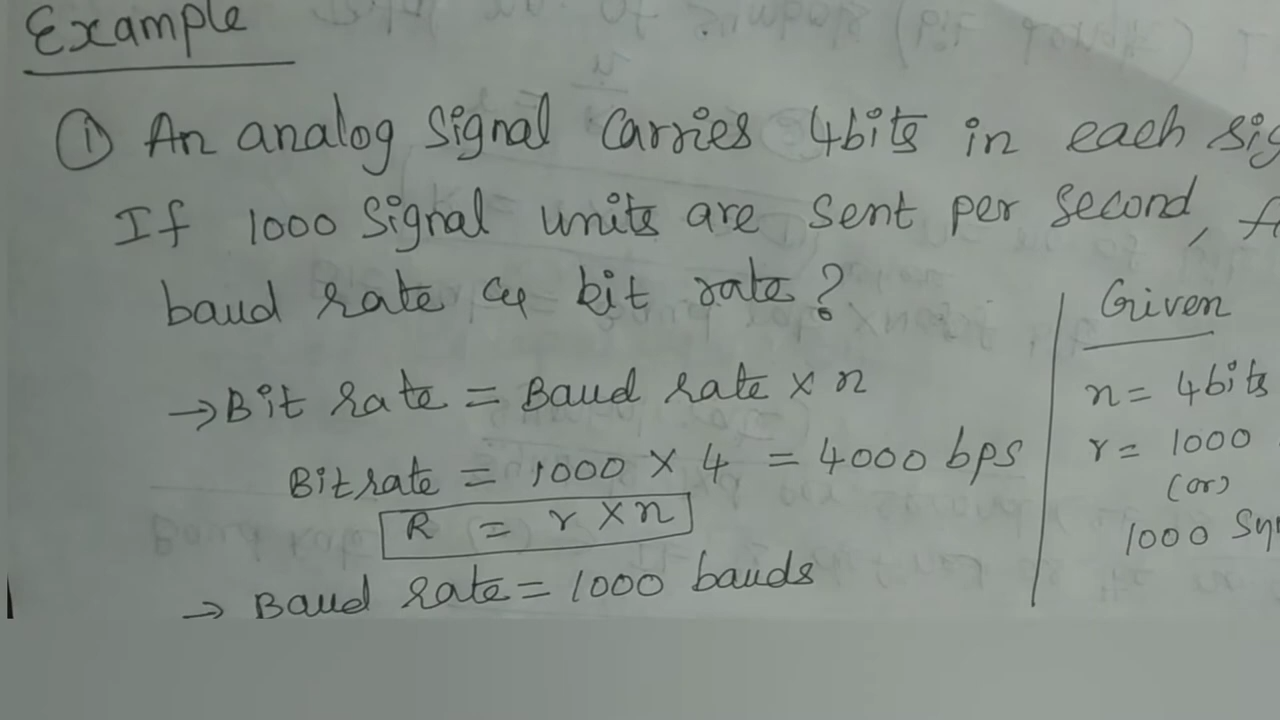 Example
① An analog Signal Carries 4bits in each sig
If 1000 Signal units are sent per second,
baud rate & bit rate?
→ Bit rate = Baud rate × n
Bitrate = 1000 × 4 = 4000 bps
R = r × n
→ Baud rate = 1000 bauds
Given
n = 4bits
r = 1000
(or)
1000 Sy